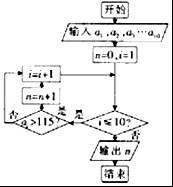 开始
输入 a₁,a₂,a₃…a₁₀
n=0,i=1
i=i+1
n=n+1
是 是
aᵢ>115?
i≤10?
否 否
输出 n
结束